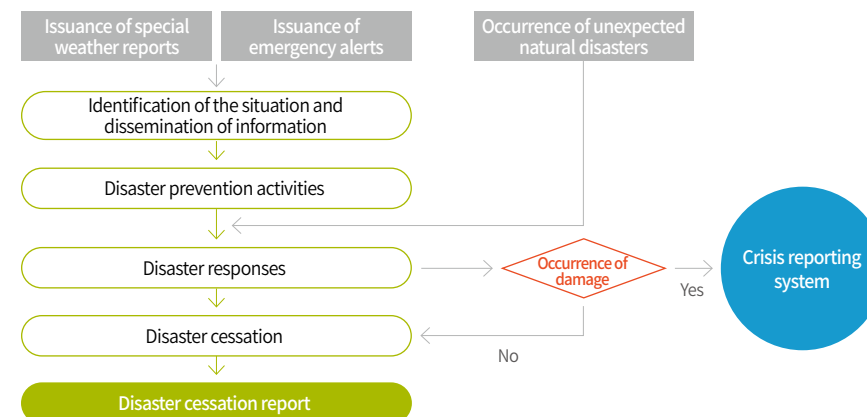 Issuance of special
weather reports
Issuance of
emergency alerts
Occurrence of unexpected
natural disasters
Identification of the situation and
dissemination of information
Disaster prevention activities
Disaster responses
Occurrence of
damage
Yes
Crisis reporting
system
Disaster cessation
No
Disaster cessation report